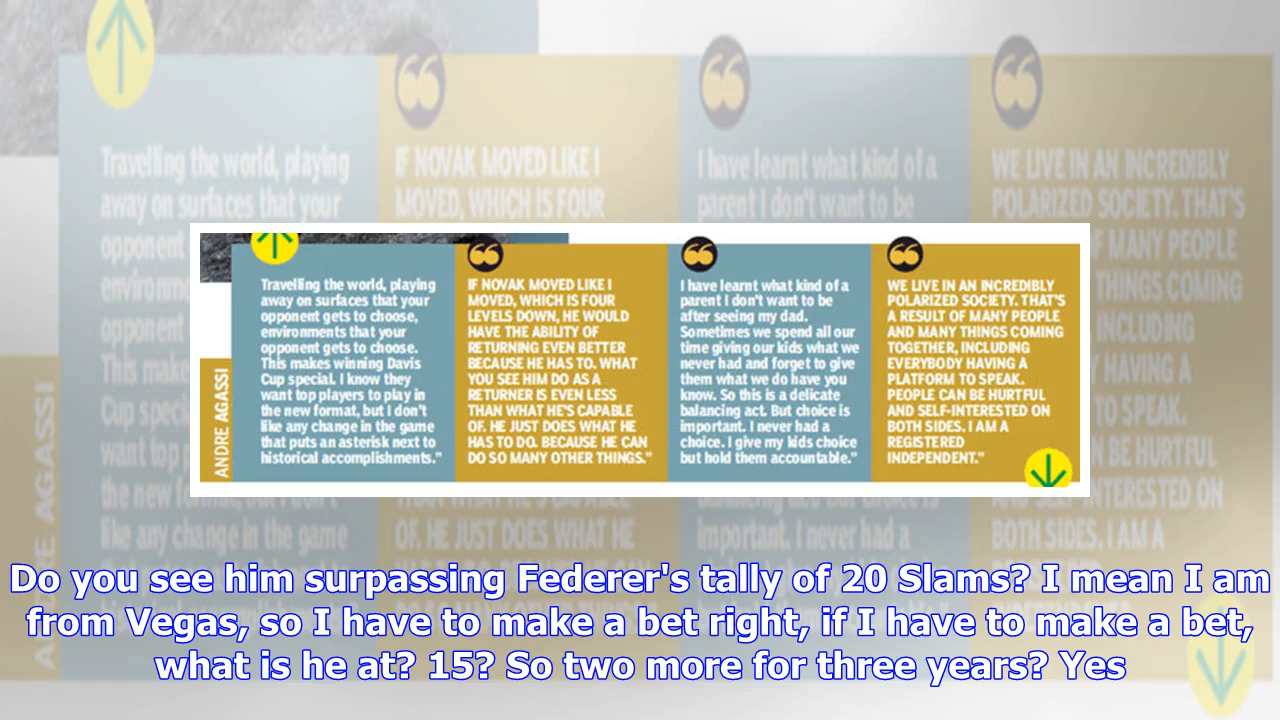 ANDRE AGASSI
Travelling the world, playing
away on surfaces that your
opponent gets to choose,
environments that your
opponent gets to choose.
This makes winning Davis
Cup special. I know they
want top players to play in
the new format, but I don't
like any change in the game
that puts an asterisk next to
historical accomplishments."
IF NOVAK MOVED LIKE I
MOVED, WHICH IS FOUR
LEVELS DOWN, HE WOULD
HAVE THE ABILITY OF
RETURNING EVEN BETTER
BECAUSE HE HAS TO. WHAT
YOU SEE HIM DO AS A
RETURNER IS EVEN LESS
THAN WHAT HE'S CAPABLE
OF. HE JUST DOES WHAT HE
HAS TO DO. BECAUSE HE CAN
DO SO MANY OTHER THINGS."
I have learnt what kind of a
parent I don't want to be
after seeing my dad.
Sometimes we spend all our
time giving our kids what we
never had and forget to give
them what we do have you
know. So this is a delicate
balancing act. But choice is
important. I never had a
choice. I give my kids choice
but hold them accountable."
WE LIVE IN AN INCREDIBLY
POLARIZED SOCIETY. THAT'S
A RESULT OF MANY PEOPLE
AND MANY THINGS COMING
TOGETHER, INCLUDING
EVERYBODY HAVING A
PLATFORM TO SPEAK.
PEOPLE CAN BE HURTFUL
AND SELF-INTERESTED ON
BOTH SIDES. I AM A
REGISTERED
INDEPENDENT."
Do you see him surpassing Federer's tally of 20 Slams? I mean I am
from Vegas, so I have to make a bet right, if I have to make a bet,
what is he at? 15? So two more for three years? Yes